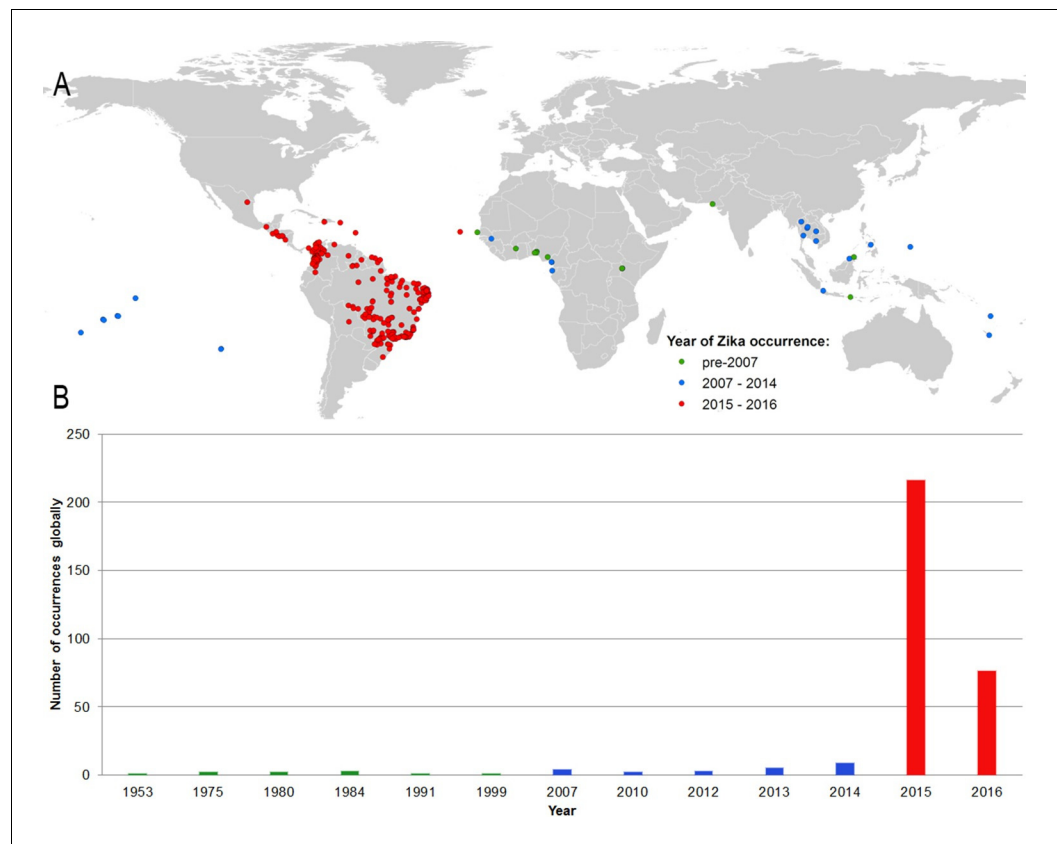 A
Year of Zika occurrence:
pre-2007
2007 - 2014
2015 - 2016
B
250
200
150
100
50
0
Number of occurrences globally
1953 1975 1980 1984 1991 1999 2007 2010 2012 2013 2014 2015 2016
Year